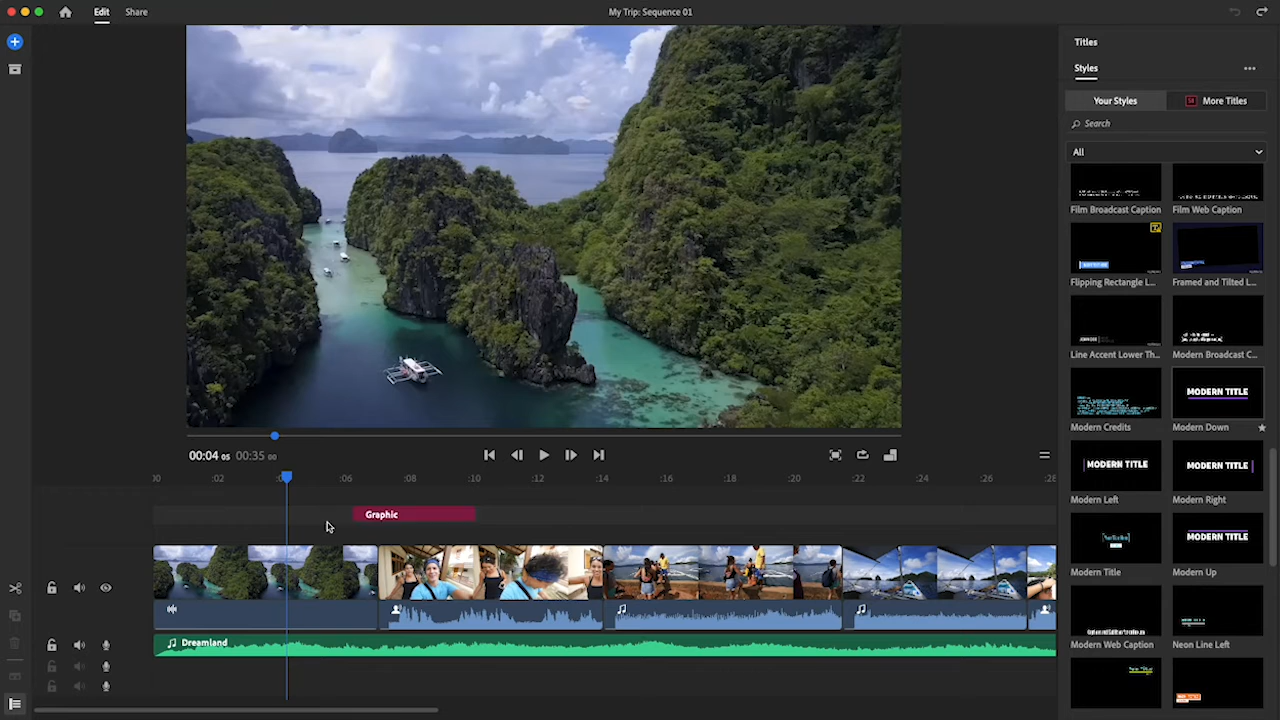 Edit
Share
My Trip: Sequence 01
Titles
Styles
Your Styles
More Titles
Search
All
Film Broadcast Caption
Film Web Caption
Flipping Rectangle L...
Framed and Tilted L...
Line Accent Lower Th...
Modern Broadcast C...
MODERN TITLE
Modern Credits
Modern Down
MODERN TITLE
MODERN TITLE
Modern Left
Modern Right
MODERN TITLE
Modern Title
Modern Up
Modern Web Caption
Neon Line Left
00:04 05
00:35 00
:00
:02
:06
:08
:10
:12
:14
:16
:18
:20
:22
:24
:26
:28
Graphic
Dreamland